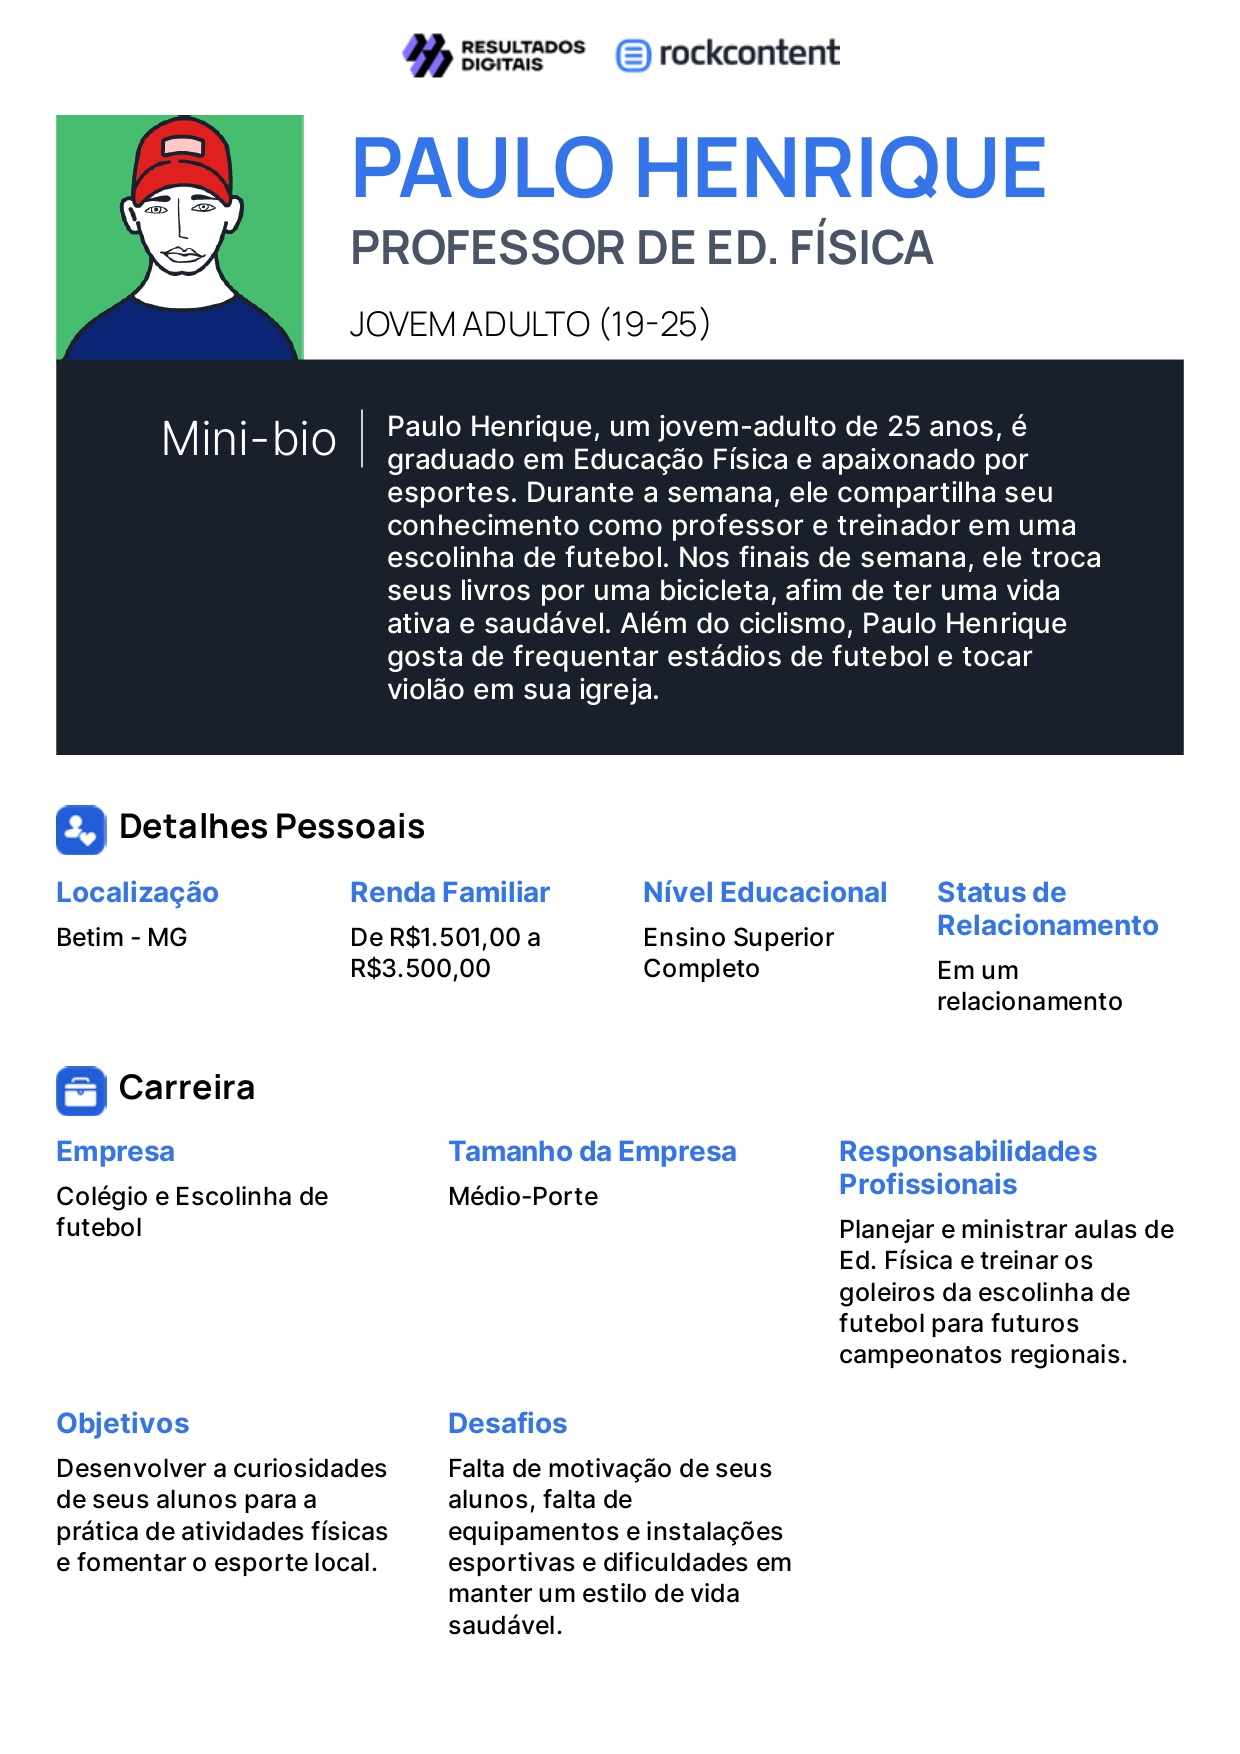 RESULTADOS
DIGITAIS
rockcontent
PAULO HENRIQUE
PROFESSOR DE ED. FÍSICA
JOVEM ADULTO (19-25)
Mini-bio
Paulo Henrique, um jovem-adulto de 25 anos, é
graduado em Educação Física e apaixonado por
esportes. Durante a semana, ele compartilha seu
conhecimento como professor e treinador em uma
escolinha de futebol. Nos finais de semana, ele troca
seus livros por uma bicicleta, afim de ter uma vida
ativa e saudável. Além do ciclismo, Paulo Henrique
gosta de frequentar estádios de futebol e tocar
violão em sua igreja.
Detalhes Pessoais
Localização
Betim - MG
Renda Familiar
De R$1.501,00 a
R$3.500,00
Nível Educacional
Ensino Superior
Completo
Status de
Relacionamento
Em um
relacionamento
Carreira
Empresa
Colégio e Escolinha de
futebol
Tamanho da Empresa
Médio-Porte
Responsabilidades
Profissionais
Planejar e ministrar aulas de
Ed. Física e treinar os
goleiros da escolinha de
futebol para futuros
campeonatos regionais.
Objetivos
Desenvolver a curiosidades
de seus alunos para a
prática de atividades físicas
e fomentar o esporte local.
Desafios
Falta de motivação de seus
alunos, falta de
equipamentos e instalações
esportivas e dificuldades em
manter um estilo de vida
saudável.